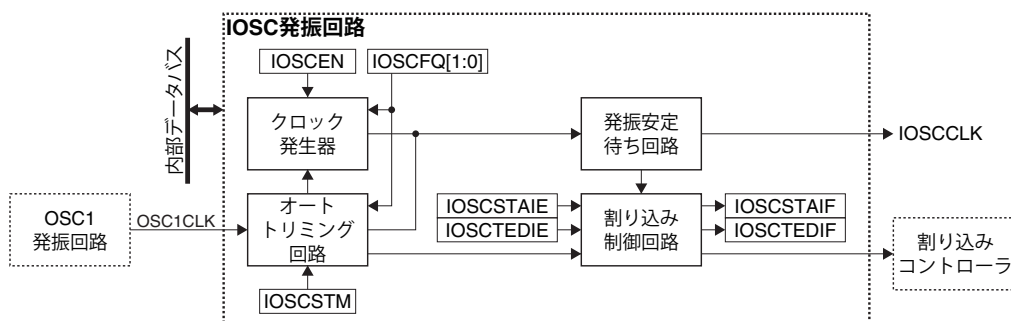 IOSC発振回路
内部データバス
IOSCEN
IOSCFQ[1:0]
クロック
発生器
発振安定
待ち回路
IOSCCLK
OSC1
発振回路
OSC1CLK
オート
トリミング
回路
IOSCSTAIE
IOSCTEDIE
割り込み
制御回路
IOSCSTAIF
IOSCTEDIF
割り込み
コントローラ
IOSCSTM